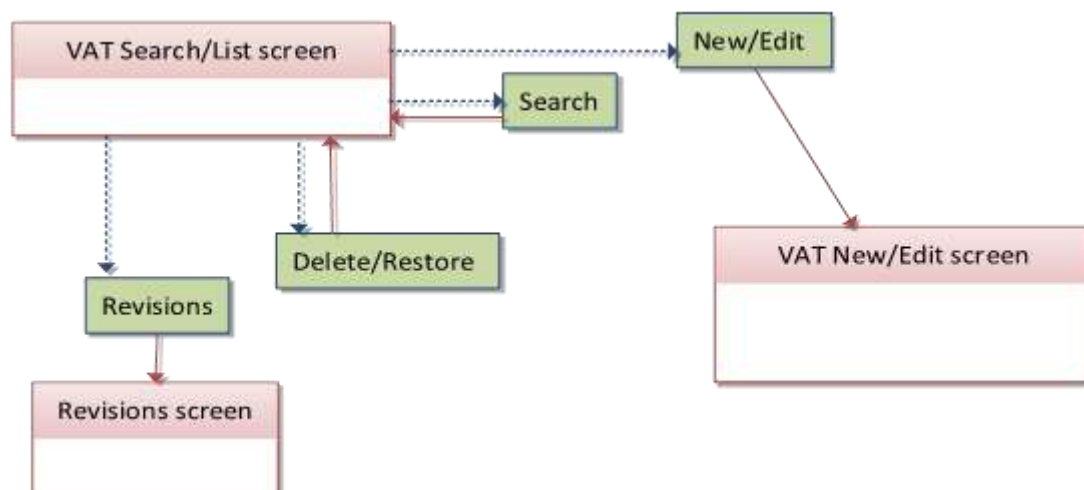 VAT Search/List screen
New/Edit
Search
Delete/Restore
VAT New/Edit screen
Revisions
Revisions screen